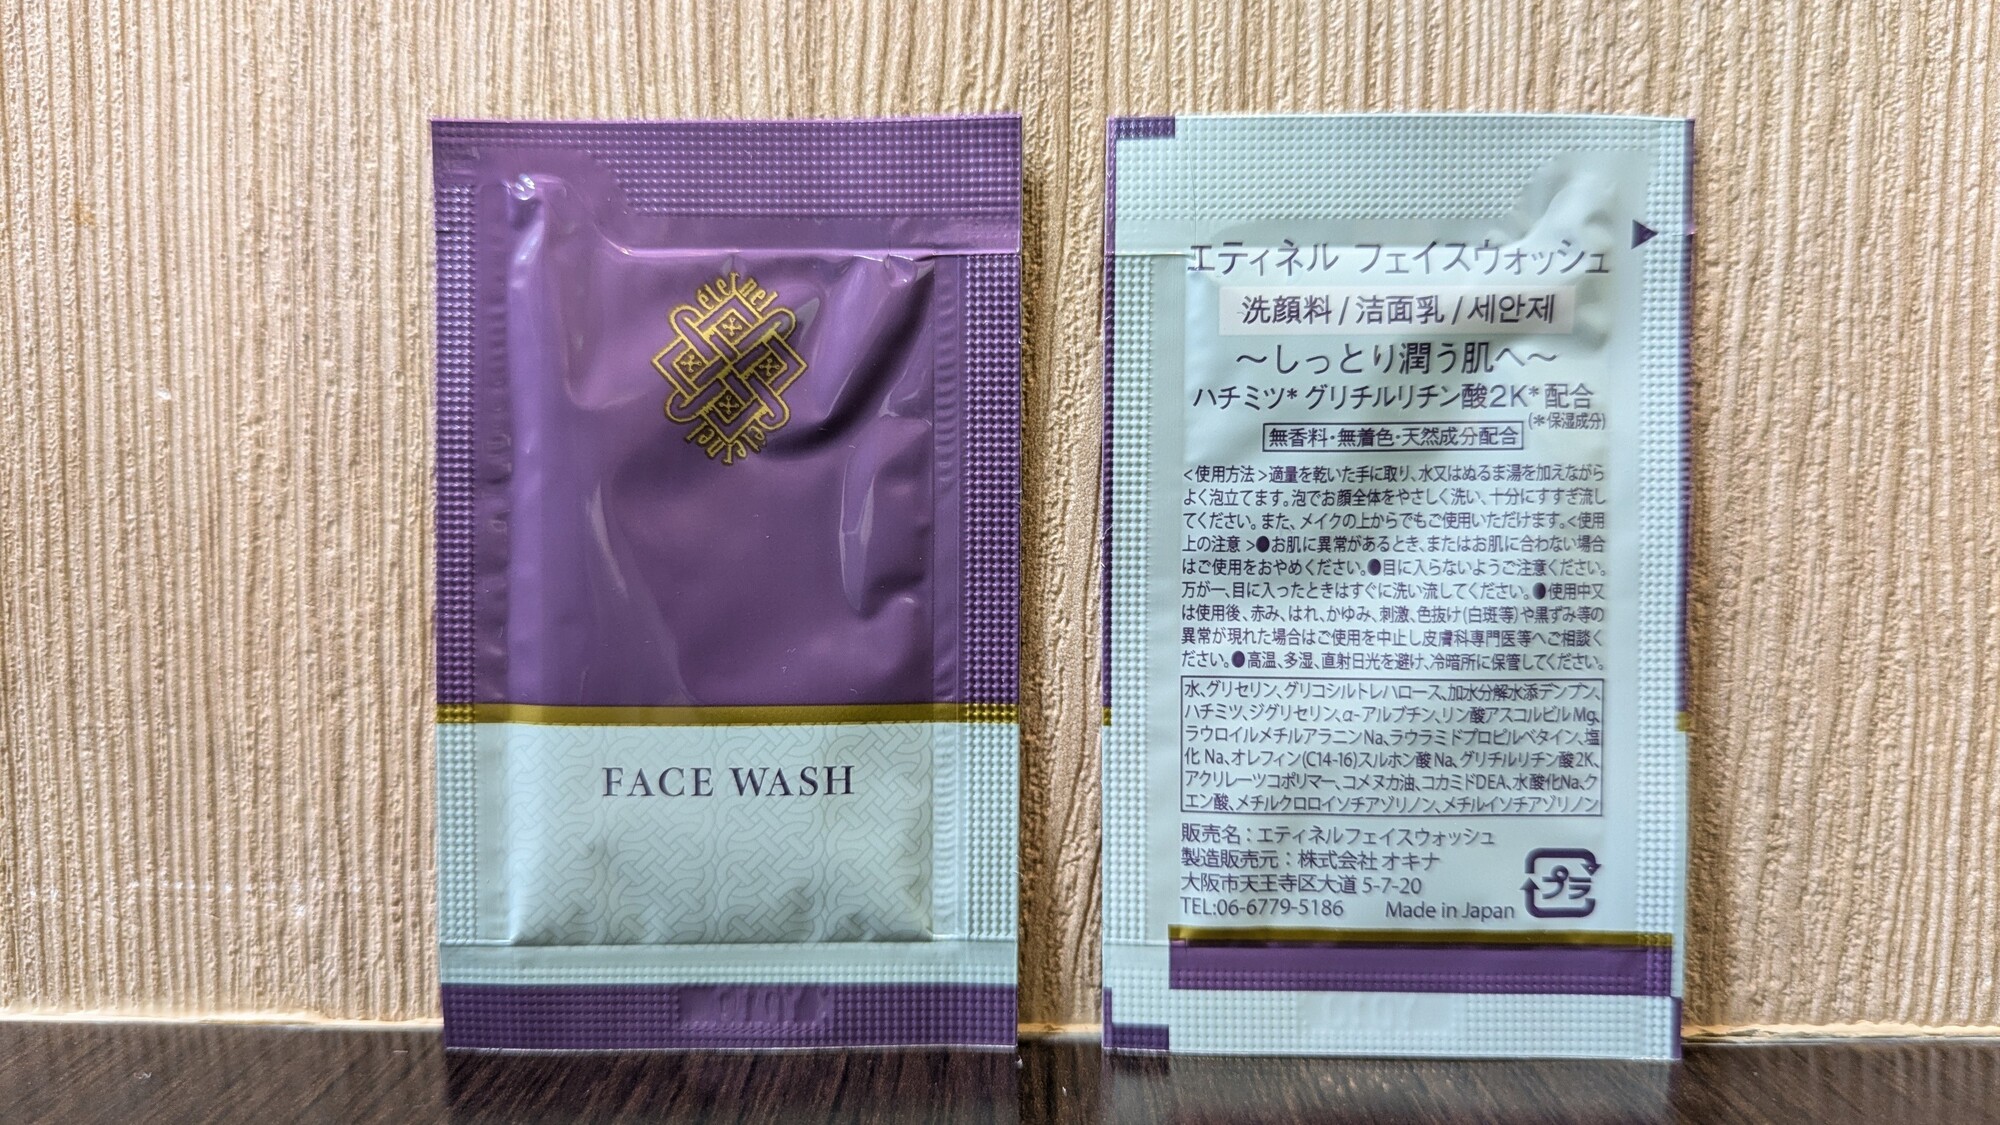 éternel
éternel
FACE WASH
エティネル フェイスウォッシュ
洗顔料 / 洁面乳 / 세안제
～しっとり潤う肌へ～
ハチミツ* グリチルリチン酸2K* 配合
(*保湿成分)
無香料・無着色・天然成分配合
<使用方法>適量を乾いた手に取り、水又はぬるま湯を加えながら
よく泡立てます。泡でお顔全体をやさしく洗い、十分にすすぎ流し
てください。また、メイクの上からでもご使用いただけます。<使用
上の注意>●お肌に異常があるとき、またはお肌に合わない場合
はご使用をおやめください。●目に入らないようご注意ください。
万が一、目に入ったときはすぐに洗い流してください。●使用中又
は使用後、赤み、はれ、かゆみ、刺激、色抜け(白斑等)や黒ずみ等の
異常が現れた場合はご使用を中止し皮膚科専門医等へご相談く
ださい。●高温、多湿、直射日光を避け、冷暗所に保管してください。
水、グリセリン、グリコシルトレハロース、加水分解水添デンプン、
ハチミツ、ジグリセリン、α-アルブチン、リン酸アスコルビルMg、
ラウロイルメチルアラニンNa、ラウラミドプロピルベタイン、塩
化Na、オレフィン(C14-16)スルホン酸Na、グリチルリチン酸2K、
アクリレーツコポリマー、コメヌカ油、コカミドDEA、水酸化Na、ク
エン酸、メチルクロロイソチアゾリノン、メチルイソチアゾリノン
販売名：エティネルフェイスウォッシュ
製造販売元：株式会社 オキナ
大阪市天王寺区大道 5-7-20
TEL:06-6779-5186 Made in Japan
プラ